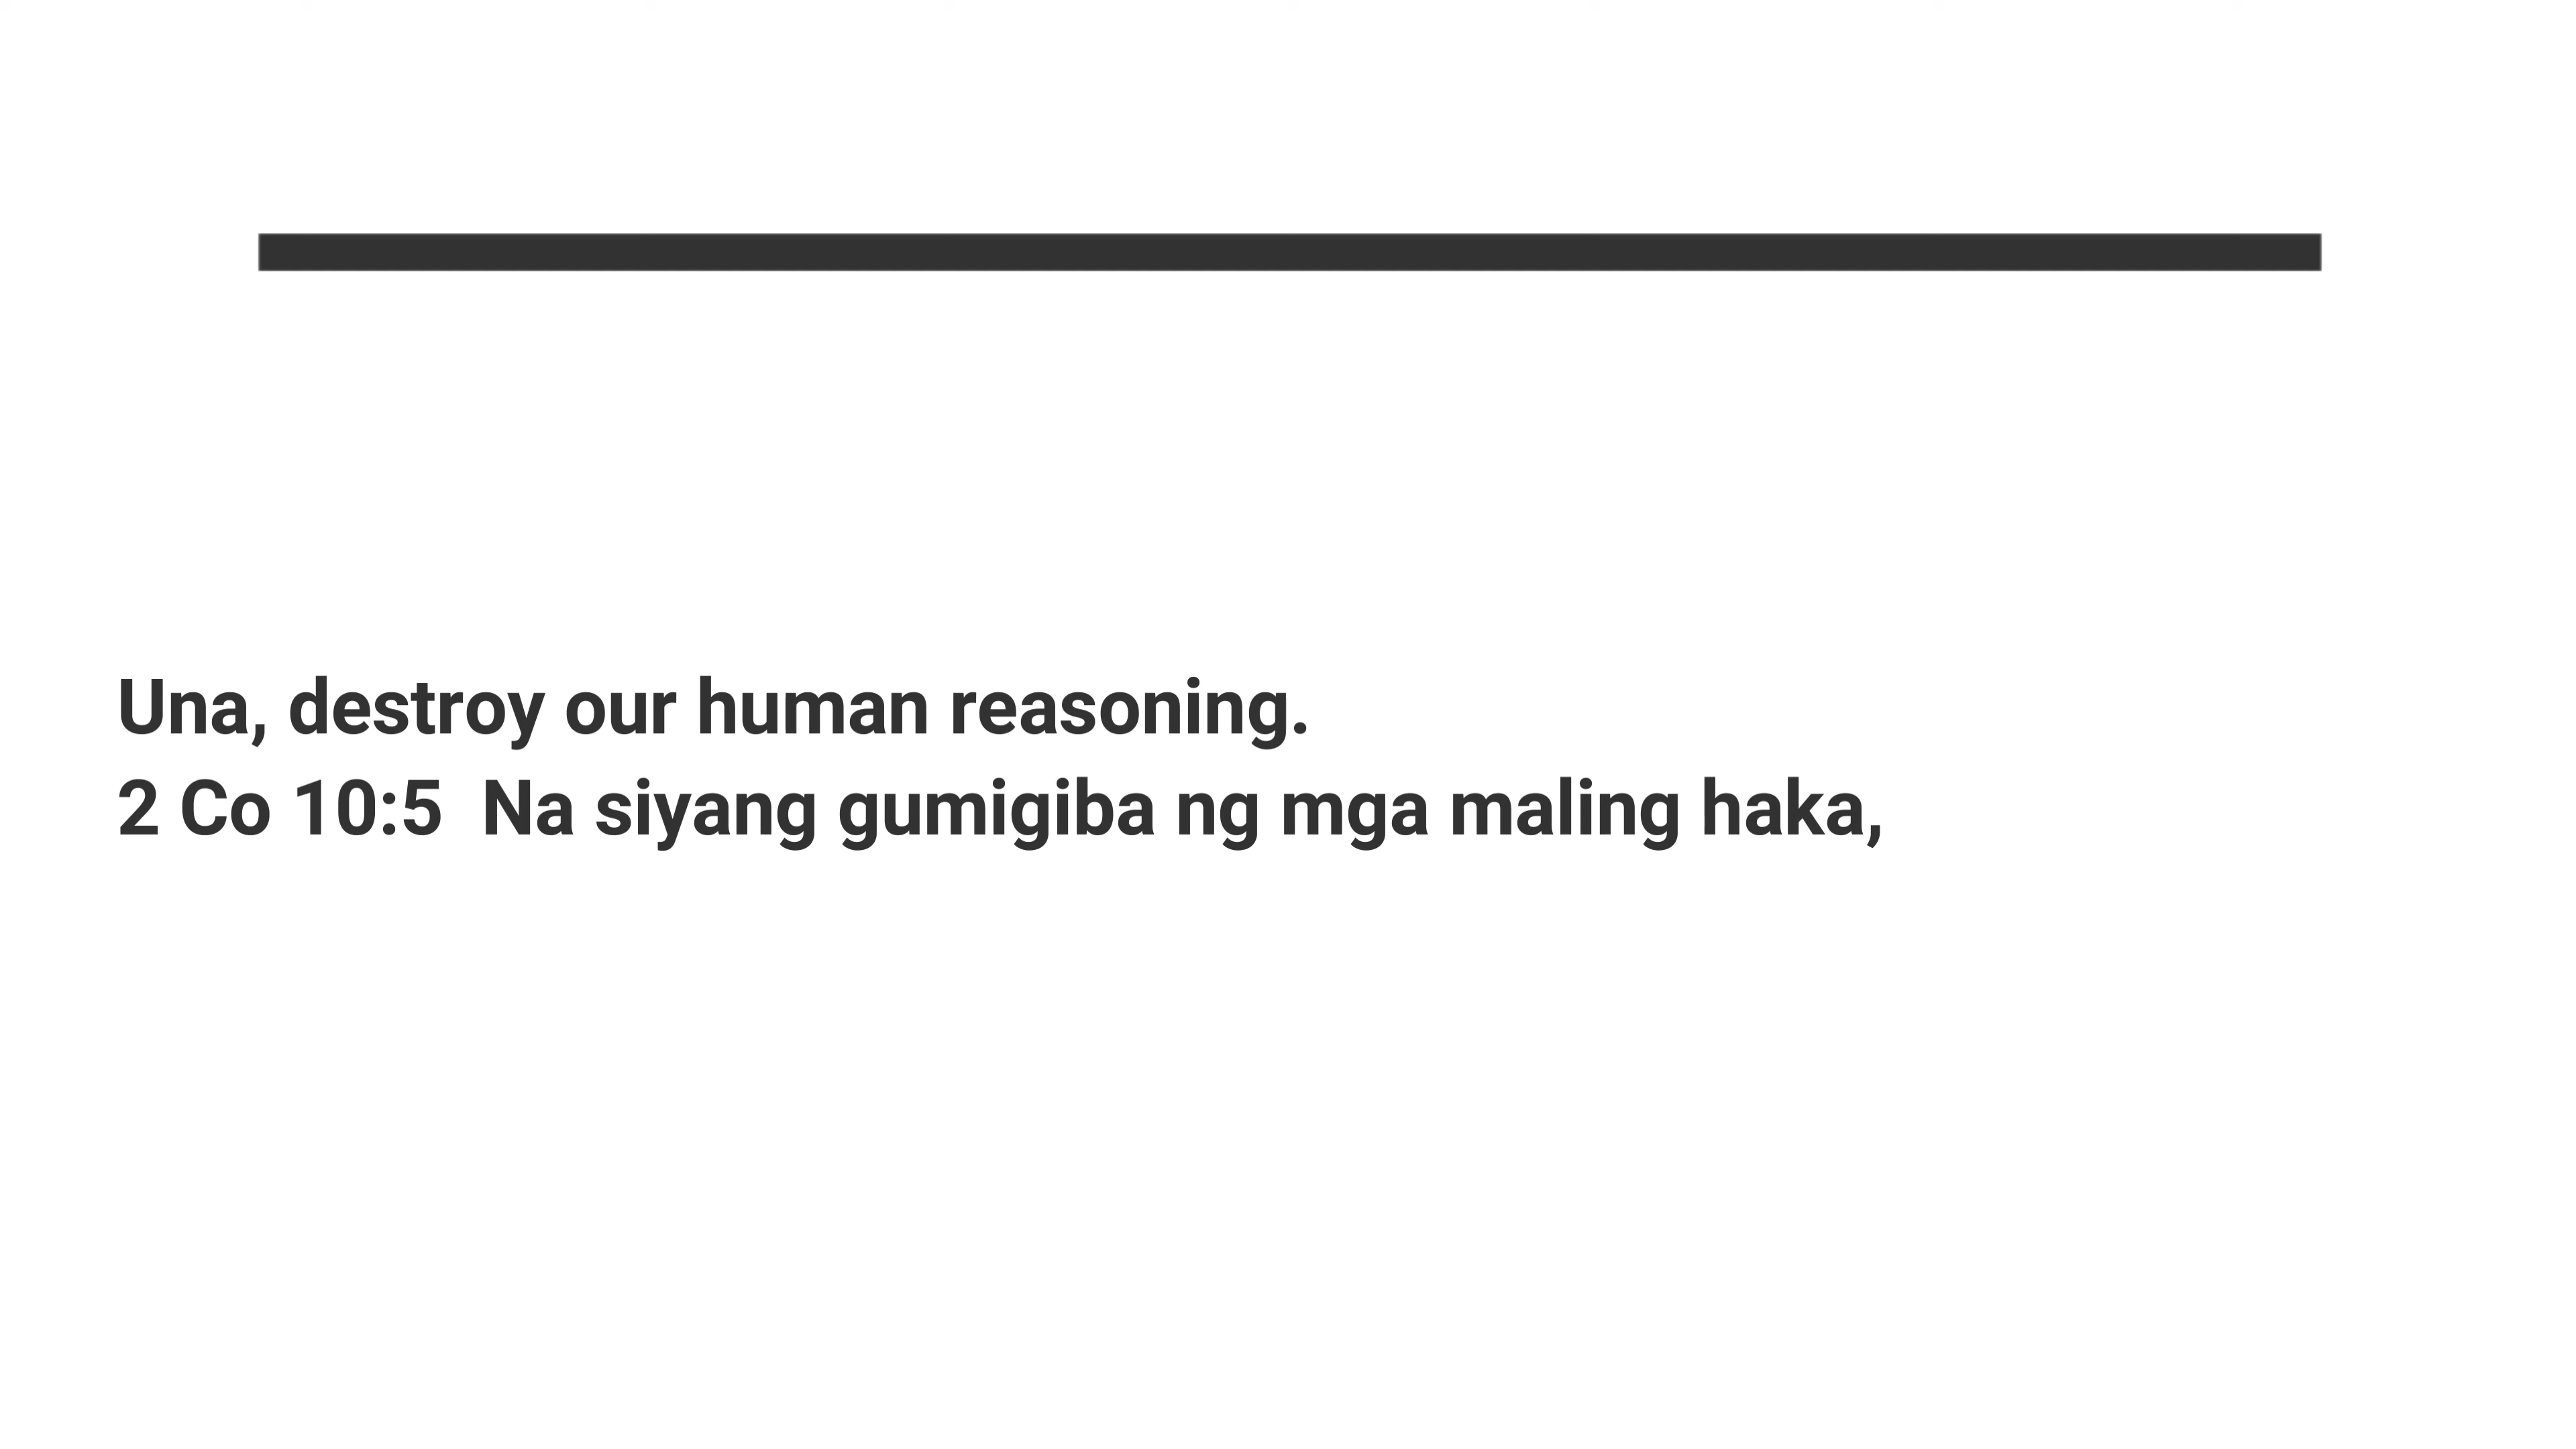 Una, destroy our human reasoning.
2 Co 10:5  Na siyang gumigiba ng mga maling haka,